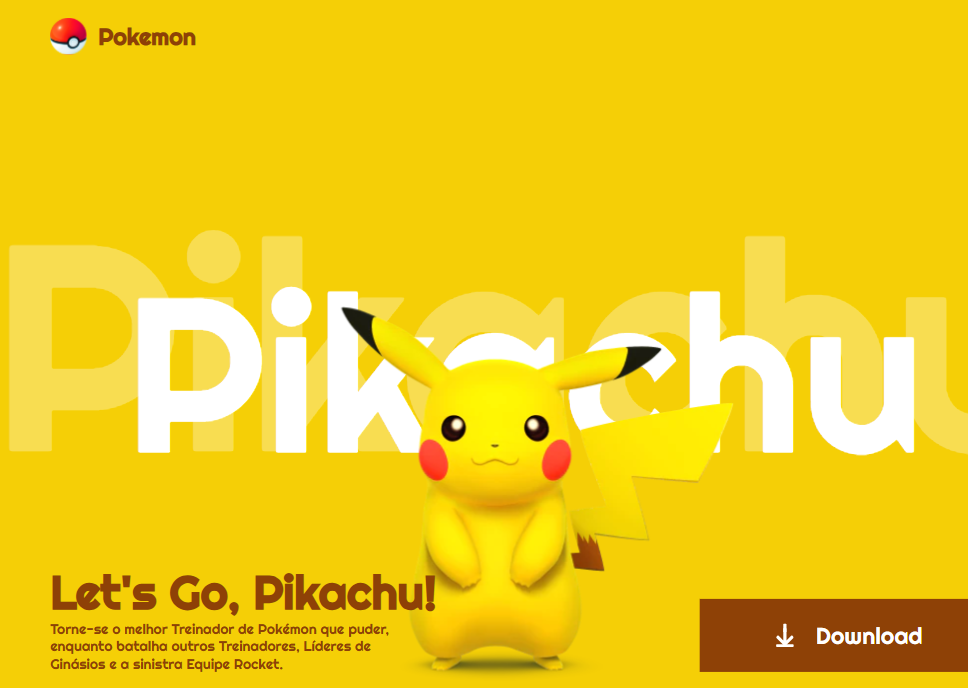 Pokemon
Pikachu
Pikachu
Let's Go, Pikachu!
Torne-se o melhor Treinador de Pokémon que puder,
enquanto batalha outros Treinadores, Líderes de
Ginásios e a sinistra Equipe Rocket.
Download